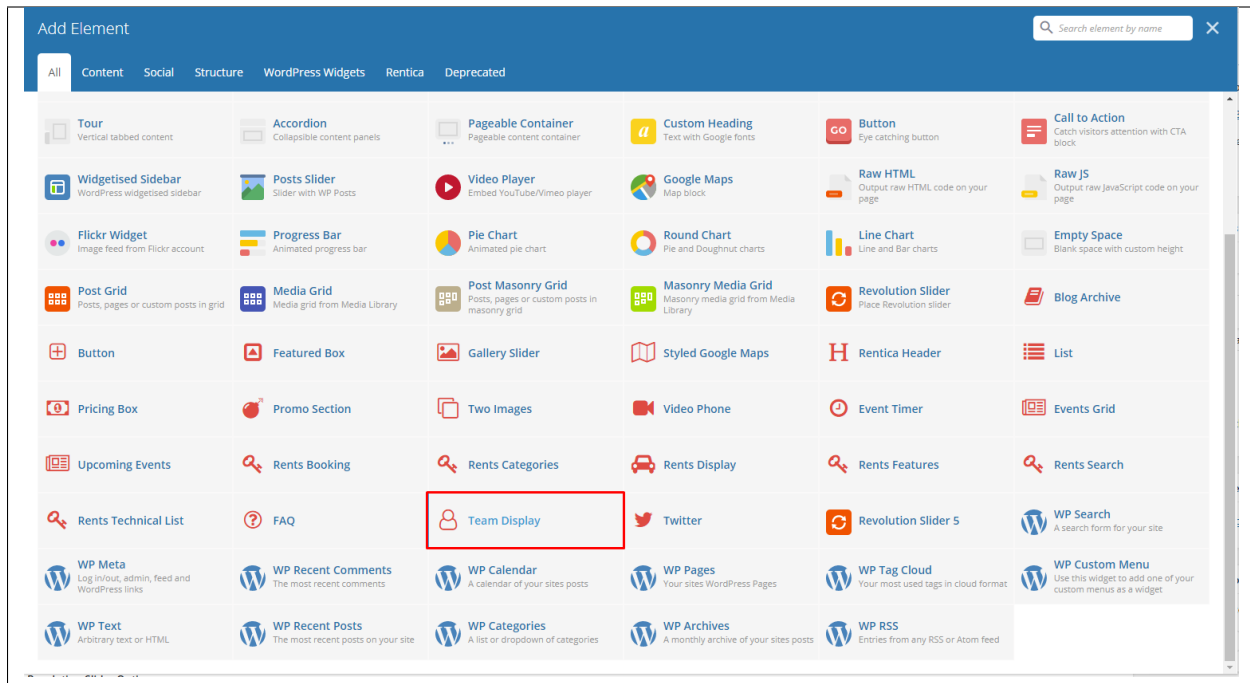 Add Element
Search element by name
All Content Social Structure WordPress Widgets Rentica Deprecated
Tour
Vertical tabbed content
Accordion
Collapsible content panels
Pageable Container
Pageable content container
Custom Heading
Text with Google fonts
GO
Button
Eye catching button
Call to Action
Catch visitors attention with CTA
block
Widgetised Sidebar
WordPress widgetised sidebar
Posts Slider
Slider with WP Posts
Video Player
Embed YouTube/Vimeo player
Google Maps
Map block
Raw HTML
Output raw HTML code on your
page
Raw JS
Output raw JavaScript code on your
page
Flickr Widget
Image feed from Flickr account
Progress Bar
Animated progress bar
Pie Chart
Animated pie chart
Round Chart
Pie and Doughnut charts
Line Chart
Line and Bar charts
Empty Space
Blank space with custom height
Post Grid
Posts, pages or custom posts in grid
Media Grid
Media grid from Media Library
Post Masonry Grid
Posts, pages or custom posts in
masonry grid
Masonry Media Grid
Masonry media grid from Media
Library
Revolution Slider
Place Revolution slider
Blog Archive
Button
Featured Box
Gallery Slider
Styled Google Maps
H Rentica Header
List
Pricing Box
Promo Section
Two Images
Video Phone
Event Timer
Events Grid
Upcoming Events
Rents Booking
Rents Categories
Rents Display
Rents Features
Rents Search
Rents Technical List
FAQ
Team Display
Twitter
Revolution Slider 5
WP Search
A search form for your site
WP Meta
Log in/out, admin, feed and
WordPress links
WP Recent Comments
The most recent comments
WP Calendar
A calendar of your sites posts
WP Pages
Your sites WordPress Pages
WP Tag Cloud
Your most used tags in cloud format
WP Custom Menu
Use this widget to add one of your
custom menus as a widget
WP Text
Arbitrary text or HTML
WP Recent Posts
The most recent posts on your site
WP Categories
A list or dropdown of categories
WP Archives
A monthly archive of your sites posts
WP RSS
Entries from any RSS or Atom feed